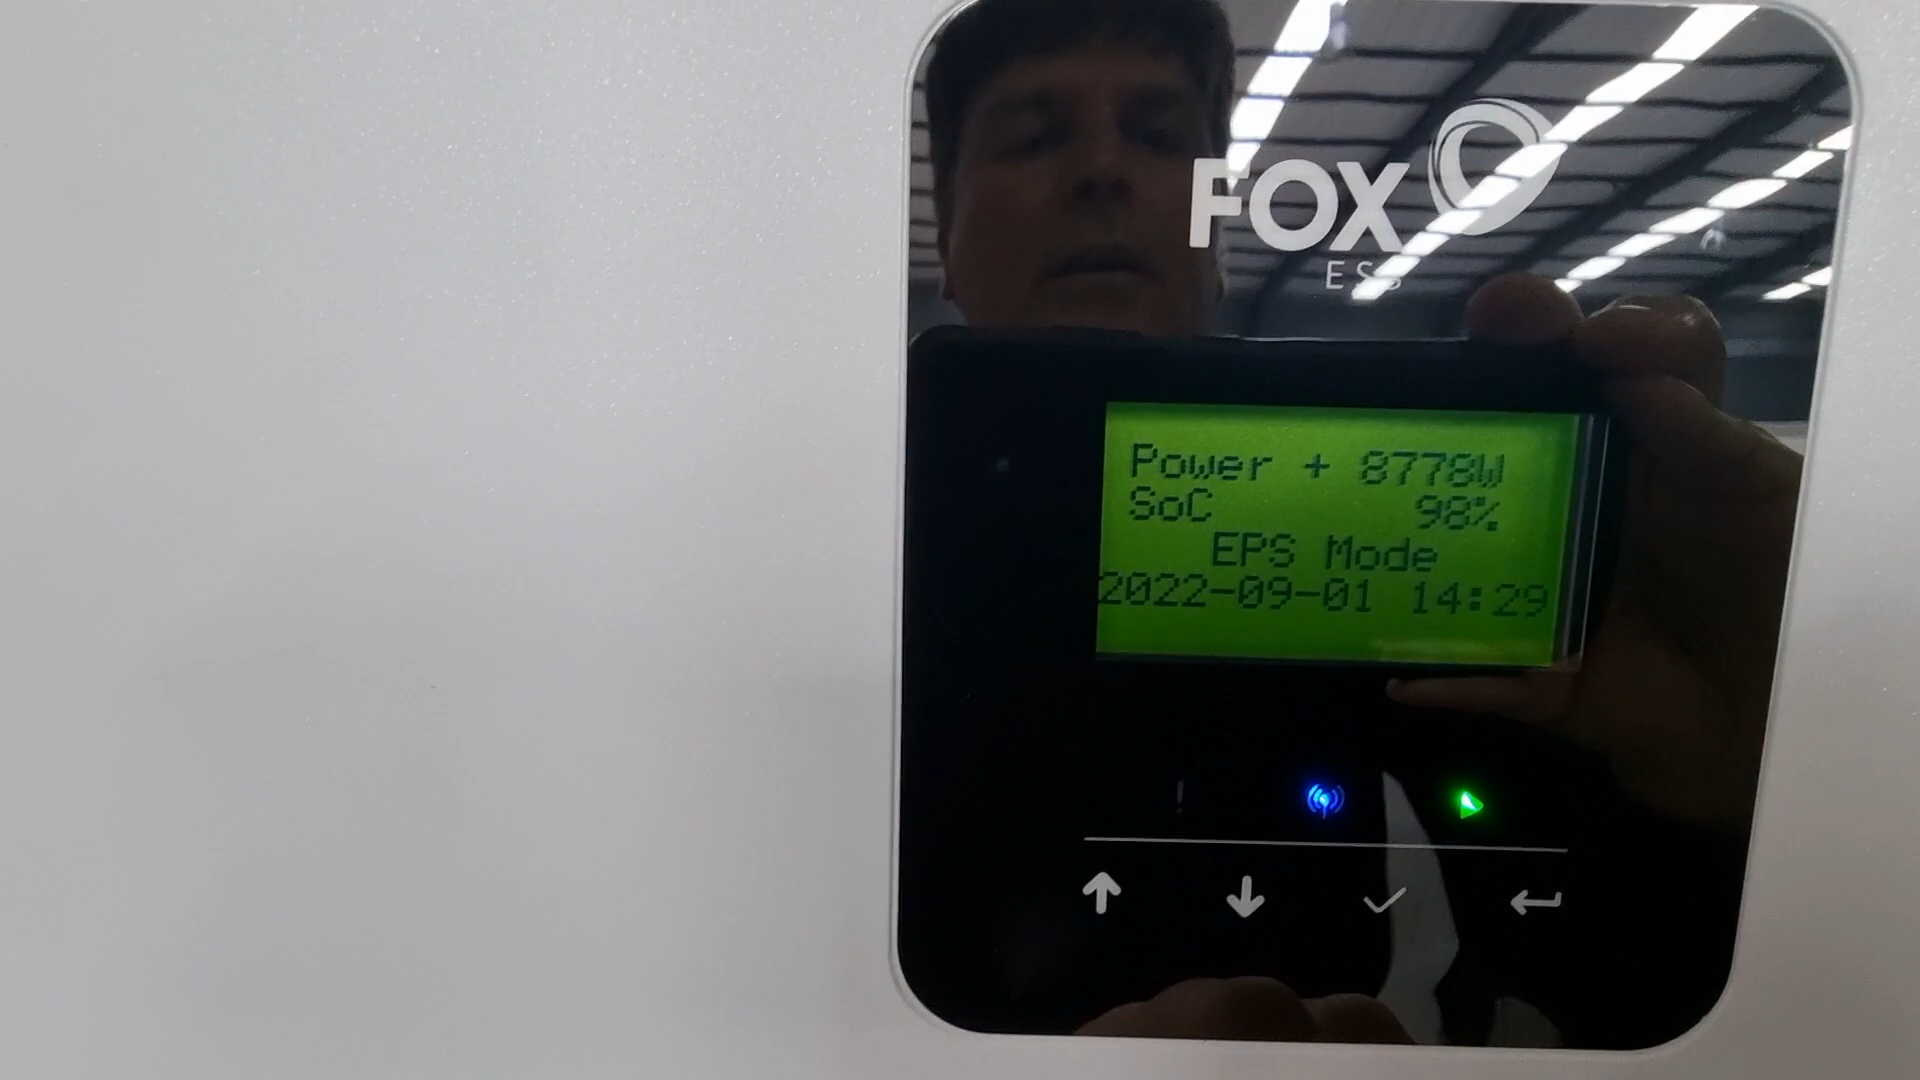 FOX
ESS
Power + 8778W
SoC 98%
EPS Mode
2022-09-01 14:29